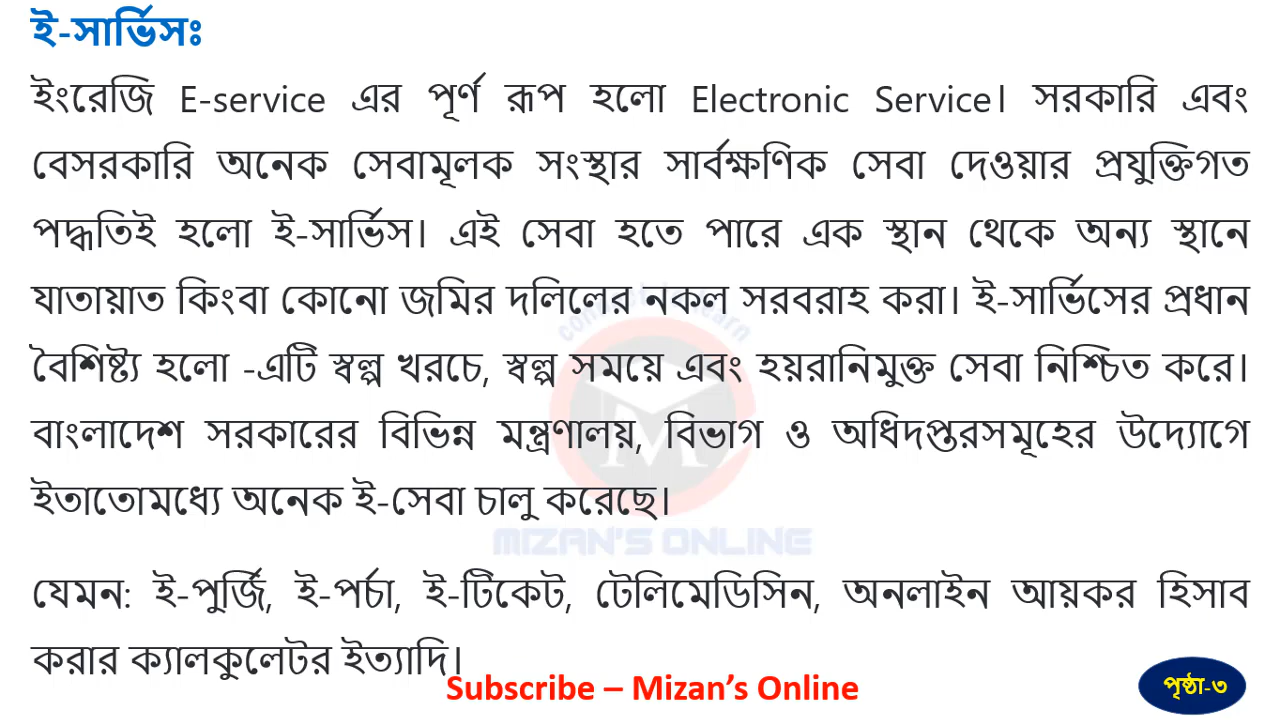 ই-সার্ভিসঃ
ইংরেজি E-service এর পূর্ণ রূপ হলো Electronic Service। সরকারি এবং
বেসরকারি অনেক সেবামূলক সংস্থার সার্বক্ষণিক সেবা দেওয়ার প্রযুক্তিগত
পদ্ধতিই হলো ই-সার্ভিস। এই সেবা হতে পারে এক স্থান থেকে অন্য স্থানে
যাতায়াত কিংবা কোনো জমির দলিলের নকল সরবরাহ করা। ই-সার্ভিসের প্রধান
বৈশিষ্ট্য হলো -এটি স্বল্প খরচে, স্বল্প সময়ে এবং হয়রানিমুক্ত সেবা নিশ্চিত করে।
বাংলাদেশ সরকারের বিভিন্ন মন্ত্রণালয়, বিভাগ ও অধিদপ্তরসমূহের উদ্যোগে
ইতাতোমধ্যে অনেক ই-সেবা চালু করেছে।
MIZAN'S ONLINE
যেমন: ই-পুর্জি, ই-পর্চা, ই-টিকেট, টেলিমেডিসিন, অনলাইন আয়কর হিসাব
করার ক্যালকুলেটর ইত্যাদি।
Subscribe – Mizan’s Online
পৃষ্ঠা-৩